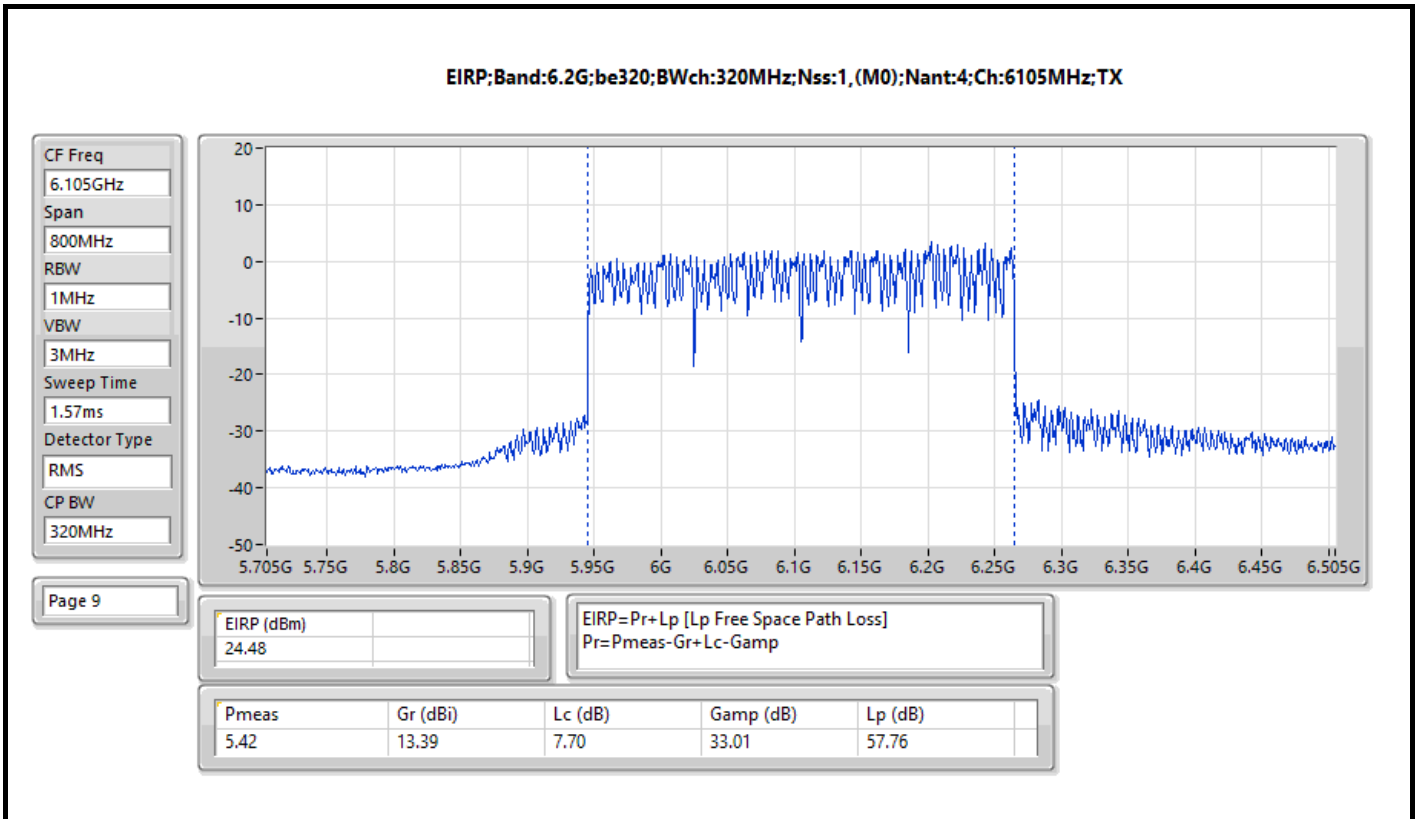 EIRP;Band:6.2G;be320;BWch:320MHz;Nss:1,(M0);Nant:4;Ch:6105MHz;TX
CF Freq
6.105GHz
Span
800MHz
RBW
1MHz
VBW
3MHz
Sweep Time
1.57ms
Detector Type
RMS
CP BW
320MHz
Page 9
20
10
0
-10
-20
-30
-40
-50
5.705G 5.75G 5.8G 5.85G 5.9G 5.95G 6G 6.05G 6.1G 6.15G 6.2G 6.25G 6.3G 6.35G 6.4G 6.45G 6.505G
EIRP (dBm)
24.48
EIRP=Pr+Lp [Lp Free Space Path Loss]
Pr=Pmeas-Gr+Lc-Gamp
Pmeas Gr (dBi) Lc (dB) Gamp (dB) Lp (dB)
5.42 13.39 7.70 33.01 57.76